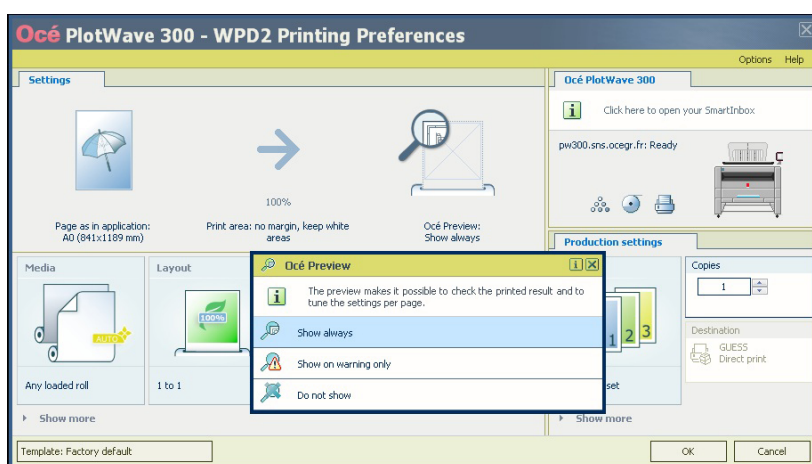 Océ PlotWave 300 - WPD2 Printing Preferences
Options Help
Settings
100%
Page as in application:
A0 (841x1189 mm)
Print area: no margin, keep white
areas
Océ Preview:
Show always
Océ PlotWave 300
Click here to open your SmartInbox
pw300.sns.ocegr.fr: Ready
Production settings
Media
AUTO
Any loaded roll
Layout
100%
1 to 1
Océ Preview
The preview makes it possible to check the printed result and to
tune the settings per page.
Show always
Show on warning only
Do not show
1 2 3
set
Copies
1
Destination
GUESS
Direct print
Show more
Show more
Template: Factory default
OK
Cancel